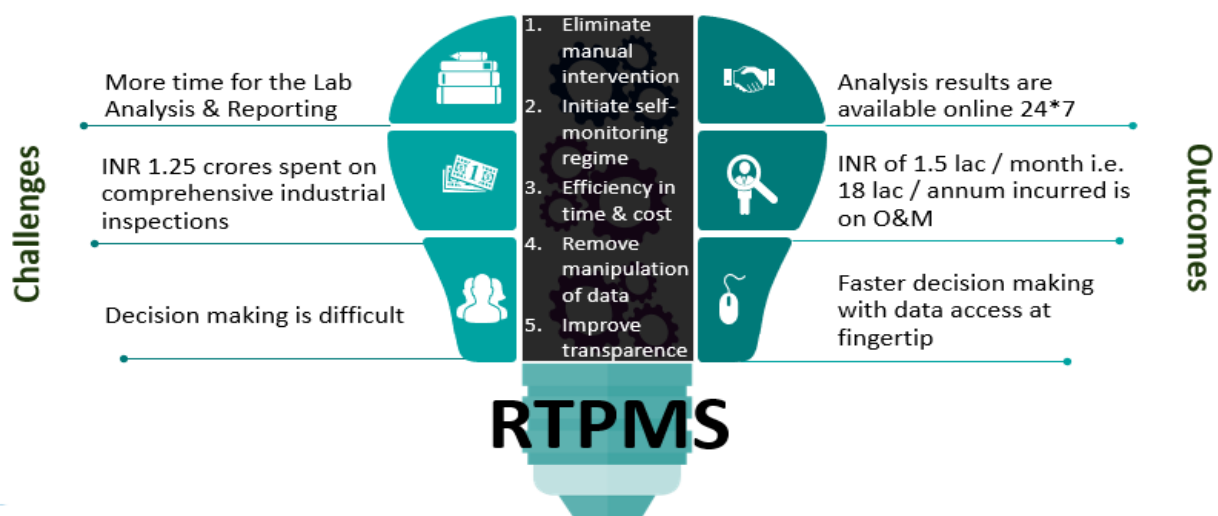 Challenges
More time for the Lab
Analysis & Reporting
INR 1.25 crores spent on
comprehensive industrial
inspections
Decision making is difficult
1. Eliminate
manual
intervention
2. Initiate self-
monitoring
regime
3. Efficiency in
time & cost
4. Remove
manipulation
of data
5. Improve
transparence
1
Analysis results are
available online 24*7
INR of 1.5 lac / month i.e.
18 lac / annum incurred is
on O&M
Faster decision making
with data access at
fingertip
Outcomes
RTPMS